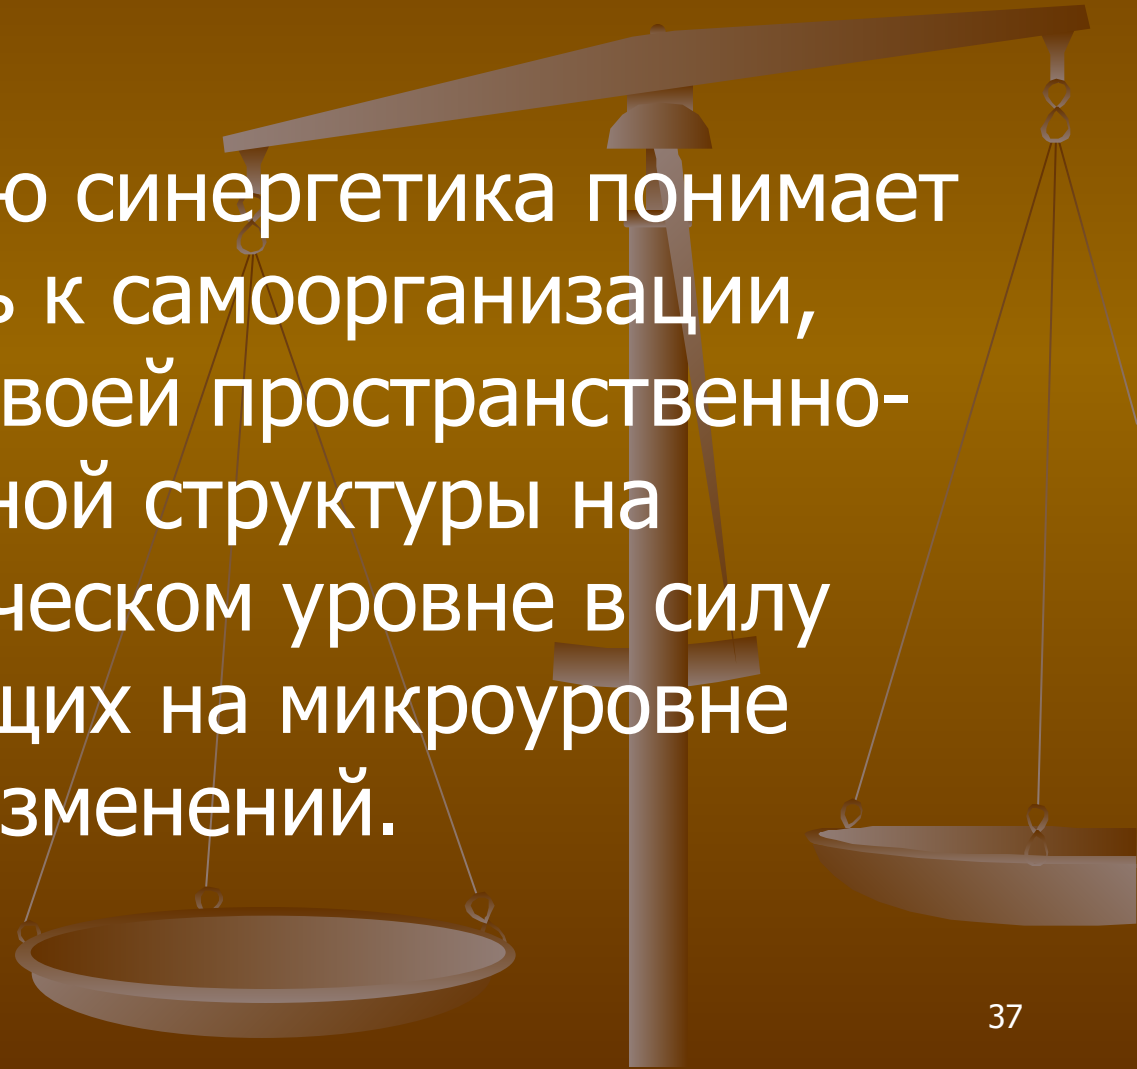 ю синергетика понимает
ь к самоорганизации,
воей пространственно-
ной структуры на
ческом уровне в силу
щих на микроуровне
зменений.
37